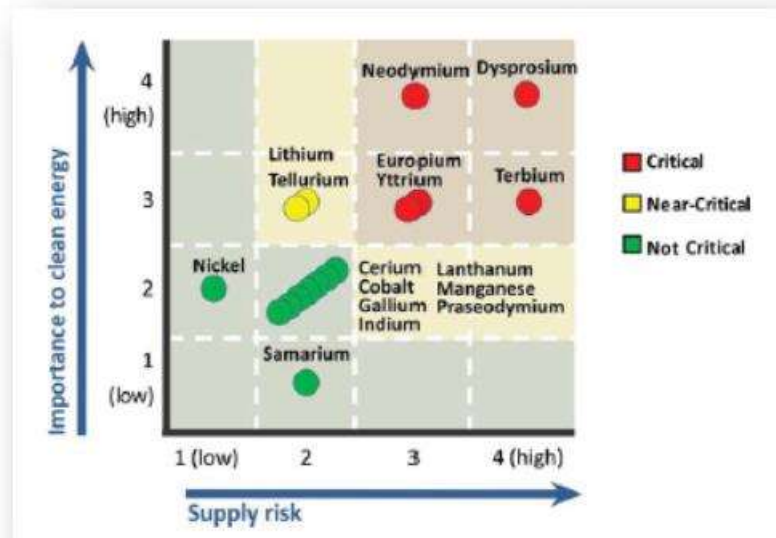 Importance to clean energy
4
(high)
3
2
1
(low)
Neodymium
Dysprosium
Lithium
Tellurium
Europium
Yttrium
Terbium
Nickel
Cerium Lanthanum
Cobalt Manganese
Gallium Praseodymium
Indium
Samarium
1 (low) 2 3 4 (high)
Supply risk
Critical
Near-Critical
Not Critical